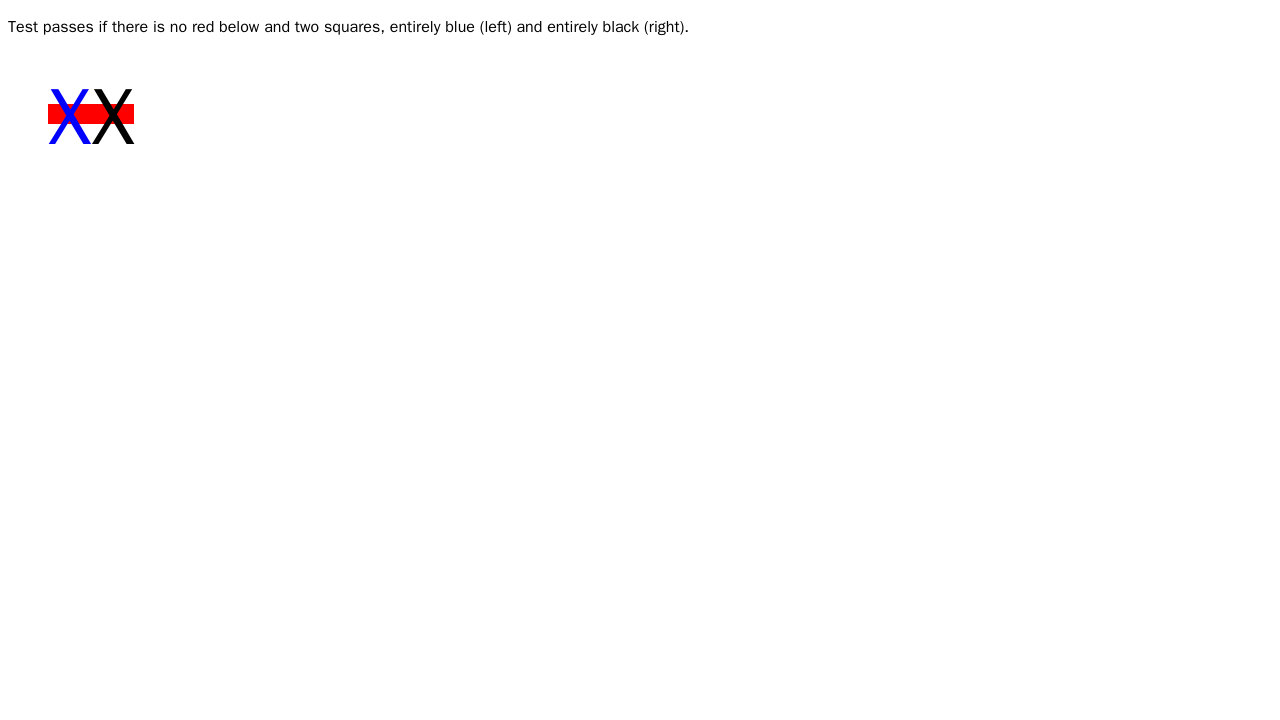 Test passes if there is no red below and two squares, entirely blue (left) and entirely black (right).
XX